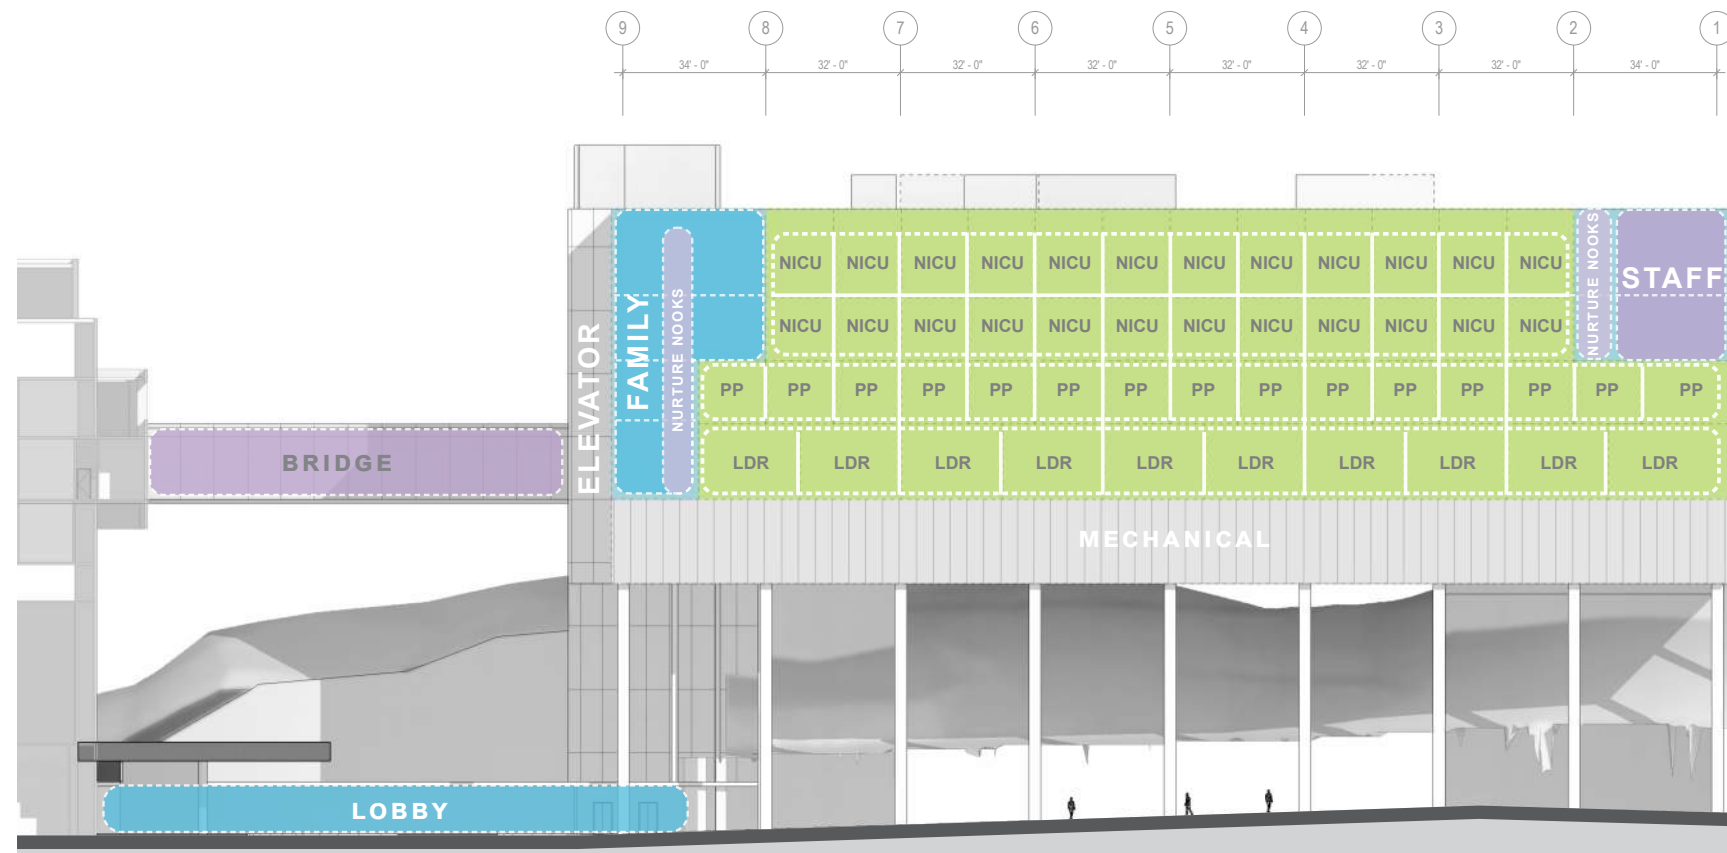 9 8 7 6 5 4 3 2 1
34' - 0" 32' - 0" 32' - 0" 32' - 0" 32' - 0" 32' - 0" 32' - 0" 34' - 0"
NICU NICU NICU NICU NICU NICU NICU NICU NICU NICU NICU NICU
NURTURE NOOKS
STAFF
NICU NICU NICU NICU NICU NICU NICU NICU NICU NICU NICU NICU
ELEVATOR
FAMILY
NURTURE NOOKS
PP PP PP PP PP PP PP PP PP PP PP PP PP PP PP
BRIDGE
LDR LDR LDR LDR LDR LDR LDR LDR LDR LDR
MECHANICAL
LOBBY